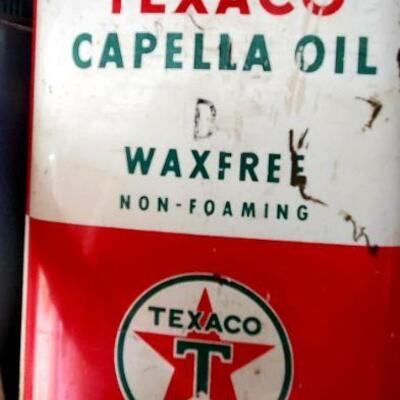 TEXACO
CAPELLA OIL
D
WAXFREE
NON-FOAMING
TEXACO
T